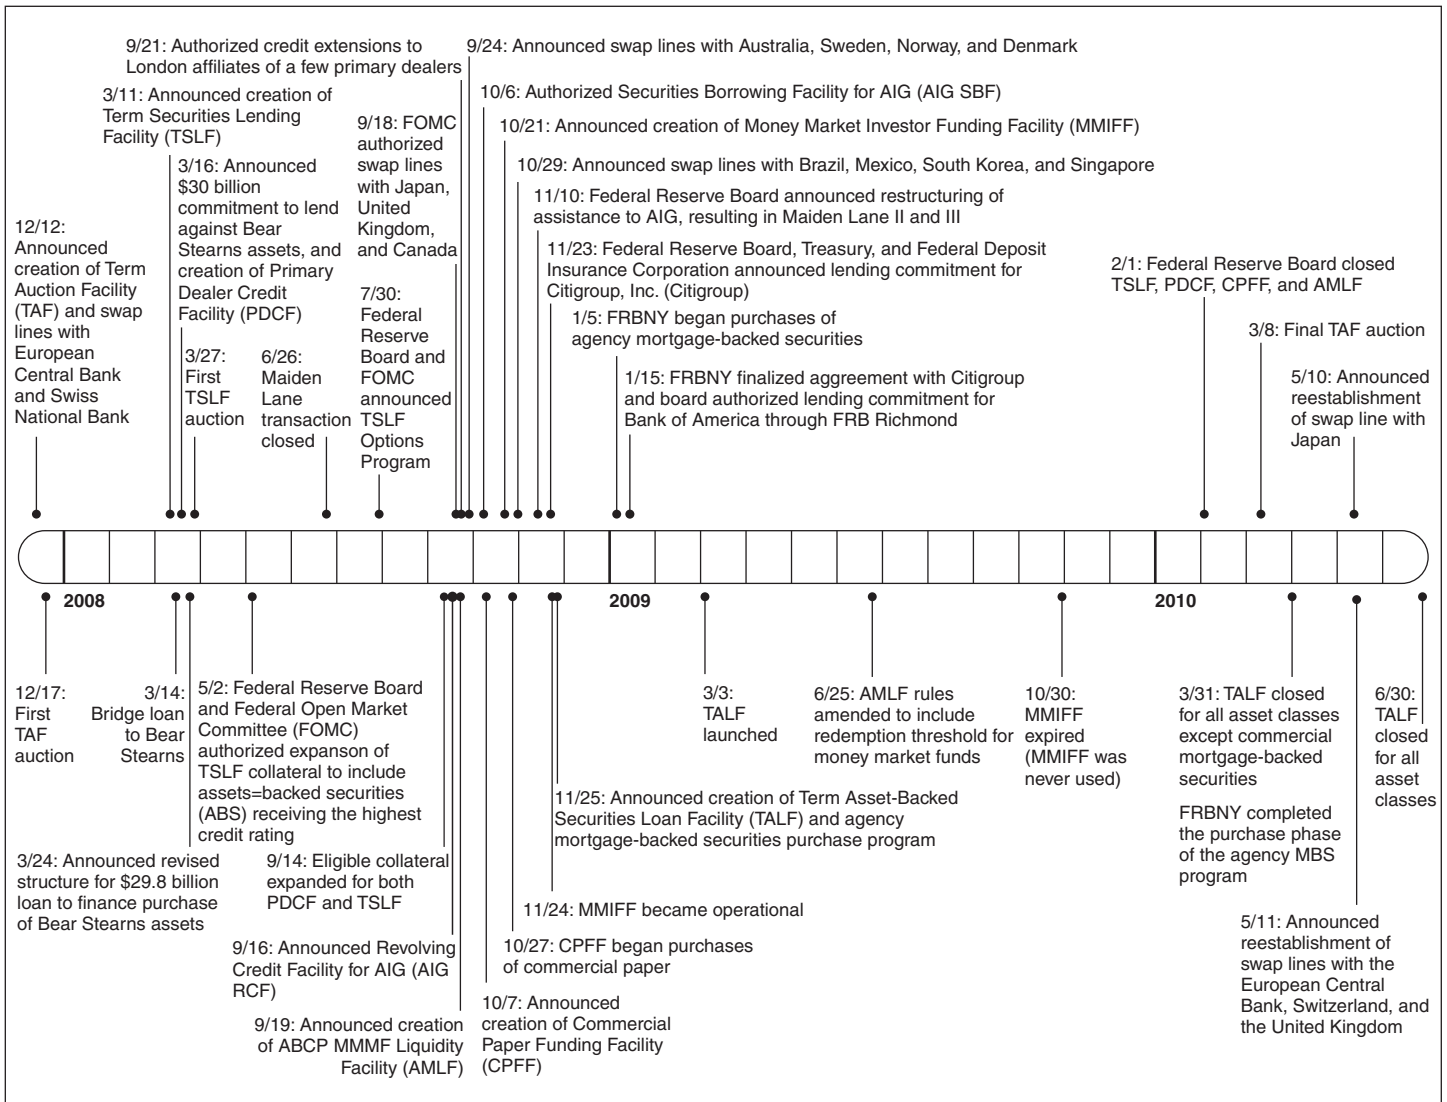 9/21: Authorized credit extensions to
London affiliates of a few primary dealers
9/24: Announced swap lines with Australia, Sweden, Norway, and Denmark
3/11: Announced creation of
Term Securities Lending
Facility (TSLF)
10/6: Authorized Securities Borrowing Facility for AIG (AIG SBF)
9/18: FOMC
authorized
swap lines
with Japan,
United
Kingdom,
and Canada
10/21: Announced creation of Money Market Investor Funding Facility (MMIFF)
3/16: Announced
$30 billion
commitment to lend
against Bear
Stearns assets, and
creation of Primary
Dealer Credit
Facility (PDCF)
10/29: Announced swap lines with Brazil, Mexico, South Korea, and Singapore
11/10: Federal Reserve Board announced restructuring of
assistance to AIG, resulting in Maiden Lane II and III
12/12:
Announced
creation of Term
Auction Facility
(TAF) and swap
lines with
European
Central Bank
and Swiss
National Bank
11/23: Federal Reserve Board, Treasury, and Federal Deposit
Insurance Corporation announced lending commitment for
Citigroup, Inc. (Citigroup)
2/1: Federal Reserve Board closed
TSLF, PDCF, CPFF, and AMLF
7/30:
Federal
Reserve
Board and
FOMC
announced
TSLF
Options
Program
1/5: FRBNY began purchases of
agency mortgage-backed securities
3/8: Final TAF auction
3/27:
First
TSLF
auction
6/26:
Maiden
Lane
transaction
closed
1/15: FRBNY finalized aggreement with Citigroup
and board authorized lending commitment for
Bank of America through FRB Richmond
5/10: Announced
reestablishment
of swap line with
Japan
2008
2009
2010
12/17:
First
TAF
auction
3/14:
Bridge loan
to Bear
Stearns
5/2: Federal Reserve Board
and Federal Open Market
Committee (FOMC)
authorized expanson of
TSLF collateral to include
assets=backed securities
(ABS) receiving the highest
credit rating
3/3:
TALF
launched
6/25: AMLF rules
amended to include
redemption threshold for
money market funds
10/30:
MMIFF
expired
(MMIFF was
never used)
3/31: TALF closed
for all asset classes
except commercial
mortgage-backed
securities
FRBNY completed
the purchase phase
of the agency MBS
program
6/30:
TALF
closed
for all
asset
classes
11/25: Announced creation of Term Asset-Backed
Securities Loan Facility (TALF) and agency
mortgage-backed securities purchase program
3/24: Announced revised
structure for $29.8 billion
loan to finance purchase
of Bear Stearns assets
9/14: Eligible collateral
expanded for both
PDCF and TSLF
11/24: MMIFF became operational
5/11: Announced
reestablishment of
swap lines with the
European Central
Bank, Switzerland, and
the United Kingdom
9/16: Announced Revolving
Credit Facility for AIG (AIG
RCF)
10/27: CPFF began purchases
of commercial paper
10/7: Announced
creation of Commercial
Paper Funding Facility
(CPFF)
9/19: Announced creation
of ABCP MMMF Liquidity
Facility (AMLF)